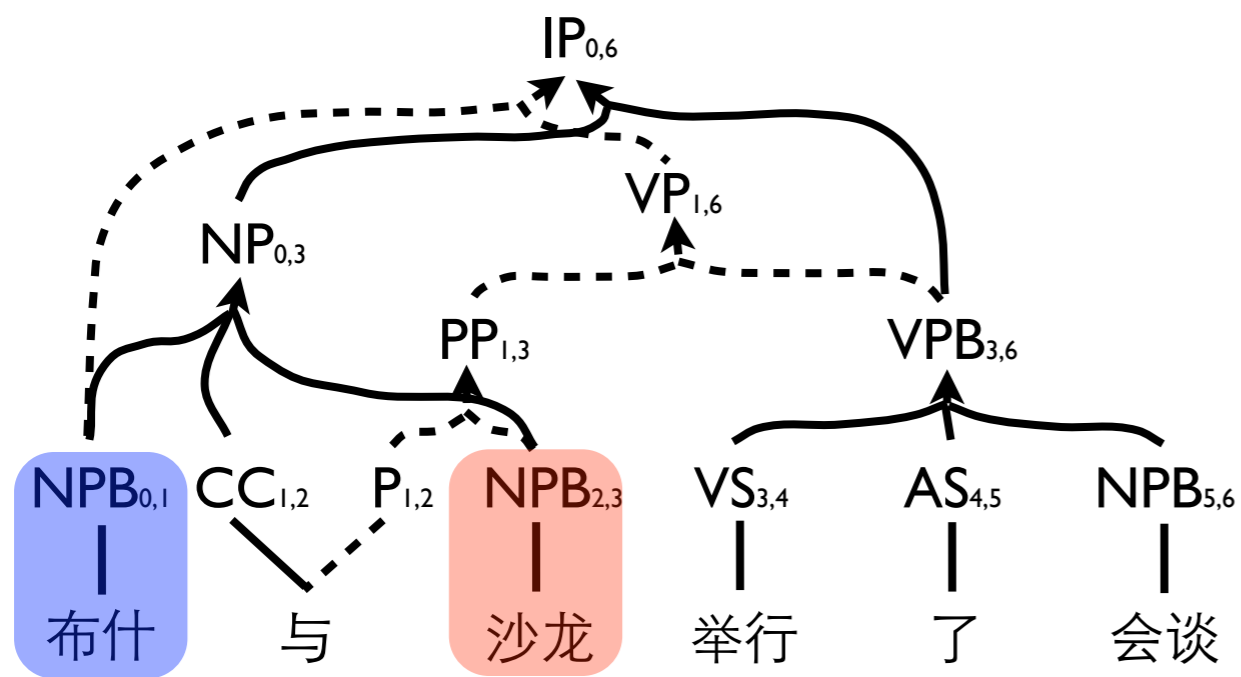 IP0,6
VP1,6
NP0,3
PP1,3 VPB3,6
NPB0,1 CC1,2 P1,2 NPB2,3 VS3,4 AS4,5 NPB5,6
布什 与 沙龙 举行 了 会谈